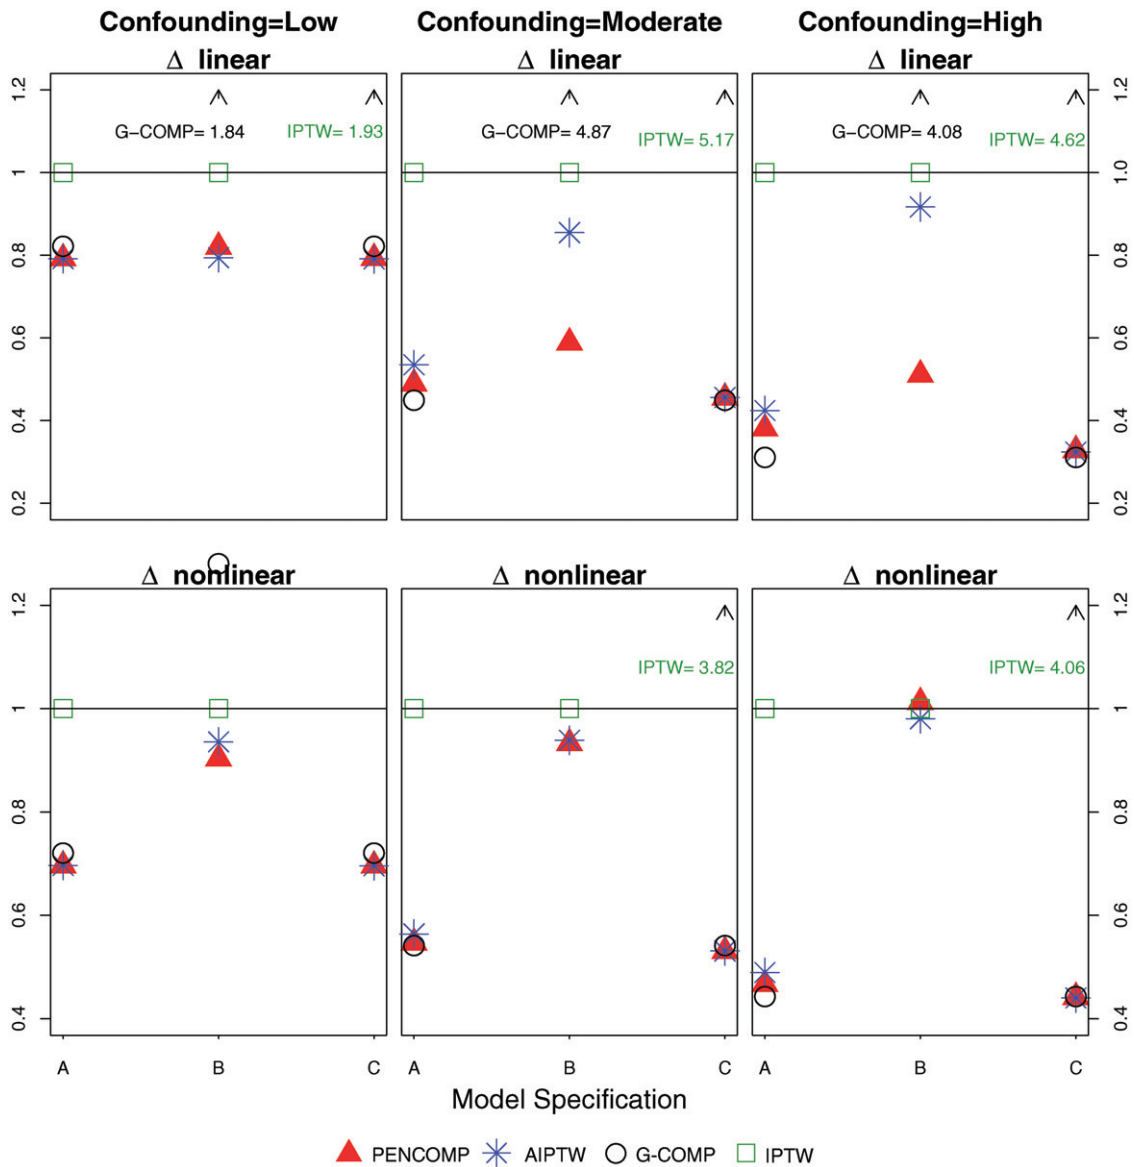 Confounding=Low Confounding=Moderate Confounding=High
Δ linear Δ linear Δ linear
1.2 1.2
G−COMP= 1.84 IPTW= 1.93 G−COMP= 4.87 IPTW= 5.17 G−COMP= 4.08 IPTW= 4.62
1 1.0
0.8 0.8
0.6 0.6
0.4 0.4
0.2 0.2
Δ nonlinear Δ nonlinear Δ nonlinear
1.2 1.2
IPTW= 3.82 IPTW= 4.06
1 1
0.8 0.8
0.6 0.6
0.4 0.4
A B C A B C A B C
Model Specification
PENCOMP AIPTW G−COMP IPTW